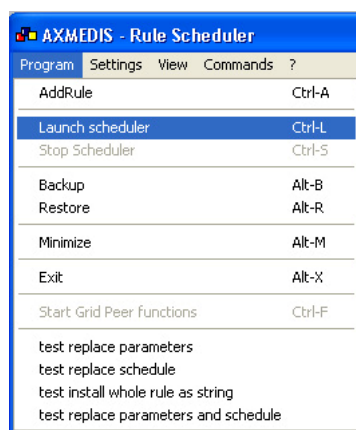 AXMEDIS - Rule Scheduler
Program Settings View Commands ?
AddRule Ctrl-A
Launch scheduler Ctrl-L
Stop Scheduler Ctrl-S
Backup Alt-B
Restore Alt-R
Minimize Alt-M
Exit Alt-X
Start Grid Peer functions Ctrl-F
test replace parameters
test replace schedule
test install whole rule as string
test replace parameters and schedule